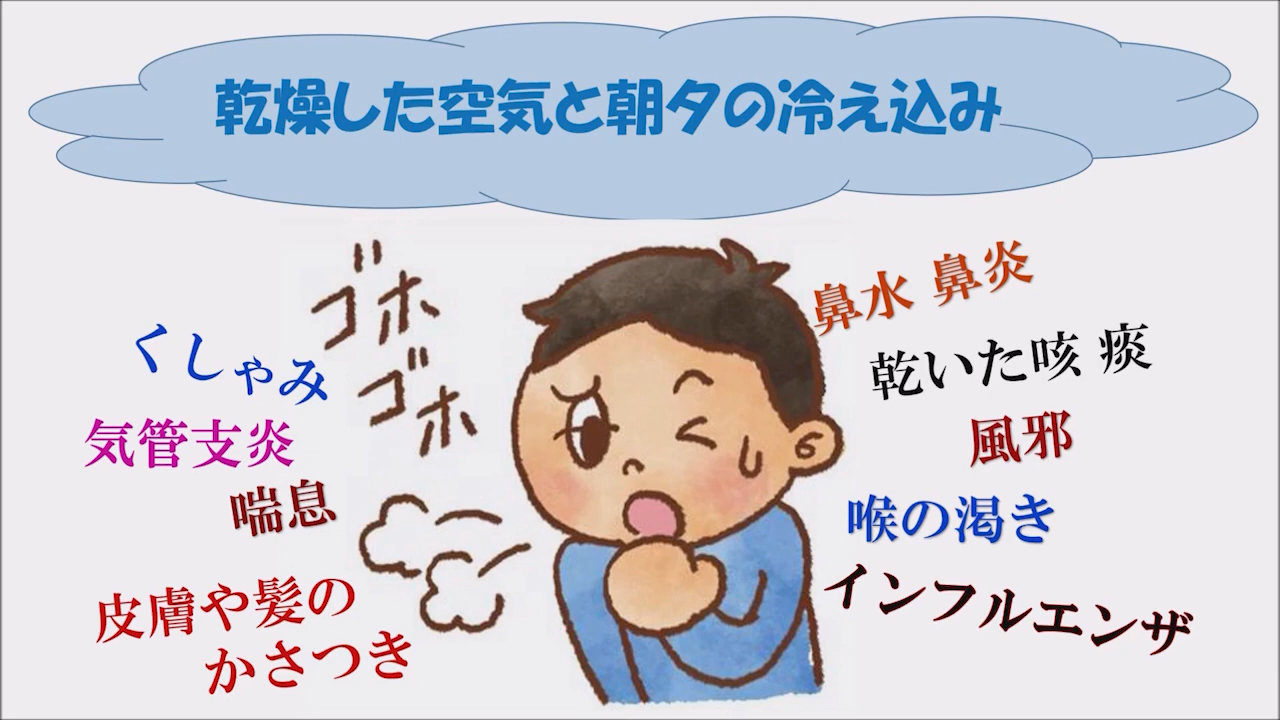 乾燥した空気と朝夕の冷え込み
ゴホ
ゴホ
くしゃみ
気管支炎
喘息
皮膚や髪の
かさつき
鼻水 鼻炎
乾いた咳 痰
風邪
喉の渇き
インフルエンザ